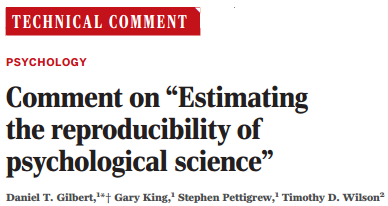 TECHNICAL COMMENT
PSYCHOLOGY
Comment on “Estimating
the reproducibility of
psychological science”
Daniel T. Gilbert,¹*† Gary King,¹ Stephen Pettigrew,¹ Timothy D. Wilson²